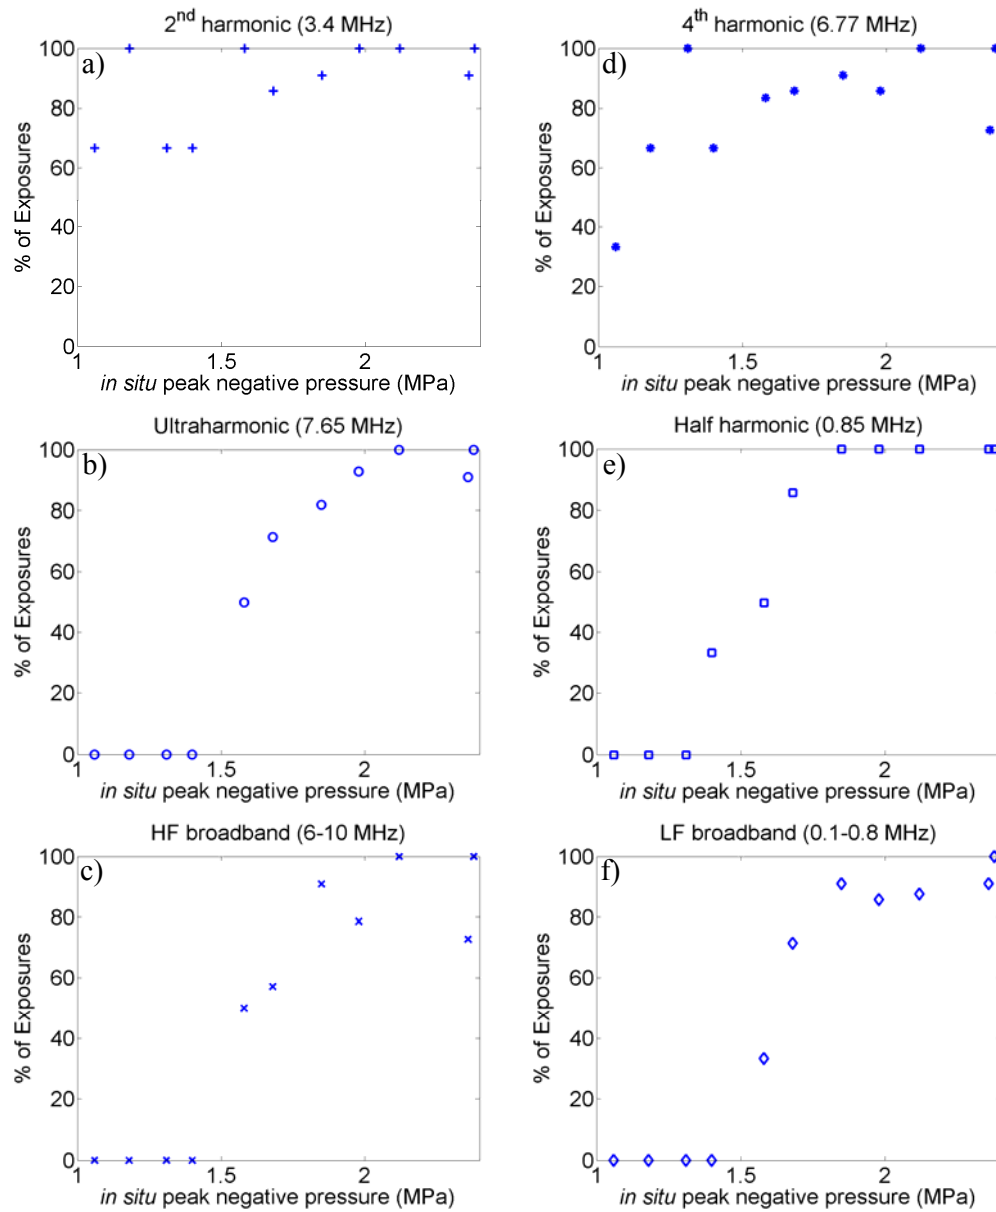 2nd harmonic (3.4 MHz)
a)
100
80
60
40
20
0
% of Exposures
1
1.5
2
in situ peak negative pressure (MPa)
4th harmonic (6.77 MHz)
d)
100
80
60
40
20
0
% of Exposures
1
1.5
2
in situ peak negative pressure (MPa)
Ultraharmonic (7.65 MHz)
b)
100
80
60
40
20
0
% of Exposures
1
1.5
2
in situ peak negative pressure (MPa)
Half harmonic (0.85 MHz)
e)
100
80
60
40
20
0
% of Exposures
1
1.5
2
in situ peak negative pressure (MPa)
HF broadband (6-10 MHz)
c)
100
80
60
40
20
0
% of Exposures
1
1.5
2
in situ peak negative pressure (MPa)
LF broadband (0.1-0.8 MHz)
f)
100
80
60
40
20
0
% of Exposures
1
1.5
2
in situ peak negative pressure (MPa)